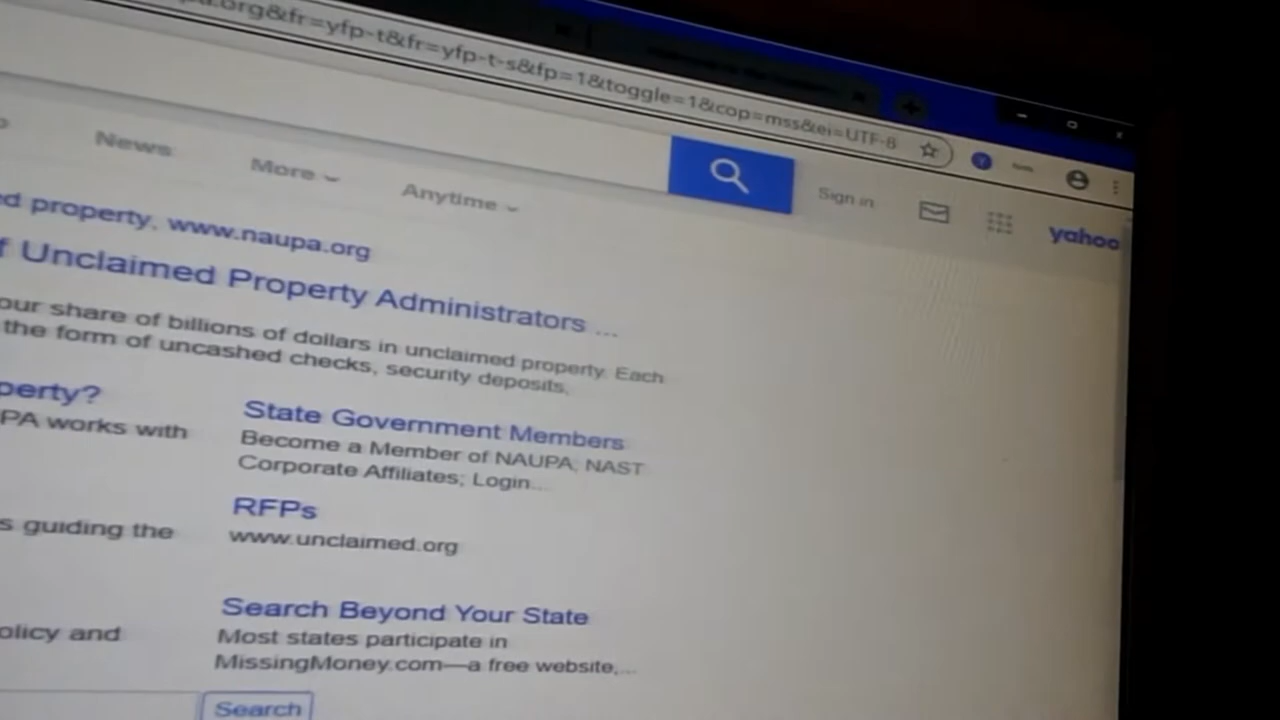 .org&fr=yfp-t&fr=yfp-t-s&fp=1&toggle=1&cop=mss&ei=UTF-8
News More Anytime Sign in yahoo
property, www.naupa.org
Unclaimed Property Administrators ...
share of billions of dollars in unclaimed property. Each
the form of uncashed checks, security deposits,
State Government Members
PA works with
Become a Member of NAUPA; NAST
Corporate Affiliates; Login...
RFPs
guiding the
www.unclaimed.org
Search Beyond Your State
and
Most states participate in
MissingMoney.com—a free website,...
Search